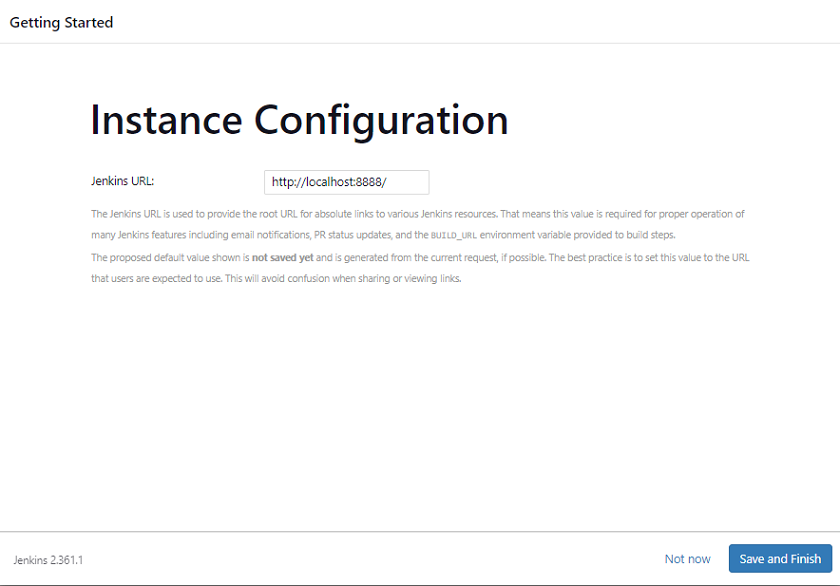 Getting Started
Instance Configuration
Jenkins URL: http://localhost:8888/
The Jenkins URL is used to provide the root URL for absolute links to various Jenkins resources. That means this value is required for proper operation of
many Jenkins features including email notifications, PR status updates, and the BUILD_URL environment variable provided to build steps.
The proposed default value shown is not saved yet and is generated from the current request, if possible. The best practice is to set this value to the URL
that users are expected to use. This will avoid confusion when sharing or viewing links.
Jenkins 2.361.1 Not now Save and Finish